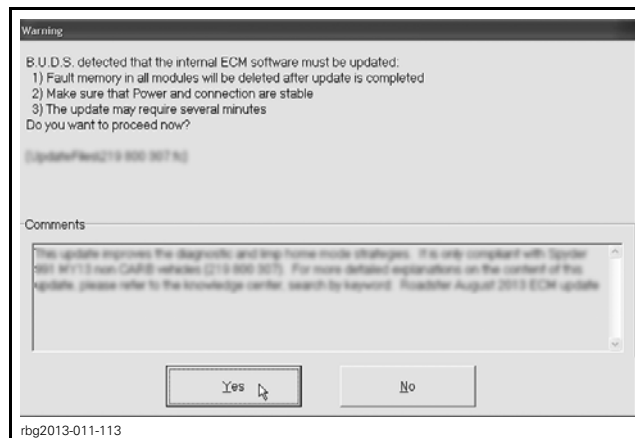 Warning
B.U.D.S. detected that the internal ECM software must be updated:
1) Fault memory in all modules will be deleted after update is completed
2) Make sure that Power and connection are stable
3) The update may require several minutes
Do you want to proceed now?
[UpdateFiles\219 800 307.fc]
Comments
This update improves the diagnostic and limp home mode strategies. It is only compliant with Spyder
991 MY13 non CARB vehicles (219 800 307). For more detailed explanations on the content of this
update, please refer to the knowledge center, search by keyword: Roadster August 2013 ECM update
Yes
No
rbg2013-011-113